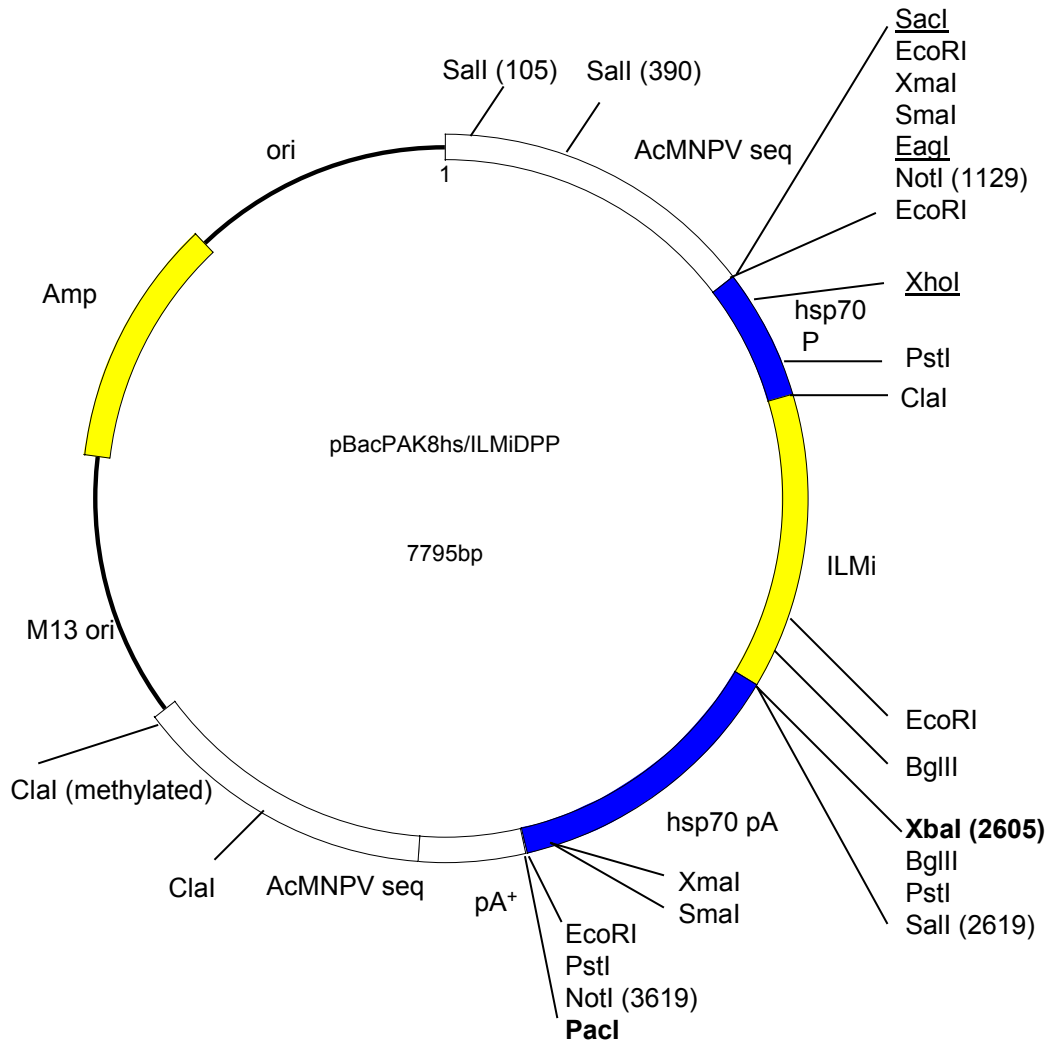 SacI
EcoRI
XmaI
SmaI
EagI
NotI (1129)
EcoRI
SalI (105)
SalI (390)
AcMNPV seq
ori
1
XhoI
hsp70
P
Amp
PstI
ClaI
pBacPAK8hs/ILMiDPP
7795bp
ILMi
M13 ori
EcoRI
BglII
ClaI (methylated)
hsp70 pA
XbaI (2605)
BglII
PstI
SalI (2619)
ClaI
AcMNPV seq
pA+
XmaI
SmaI
EcoRI
PstI
NotI (3619)
PacI